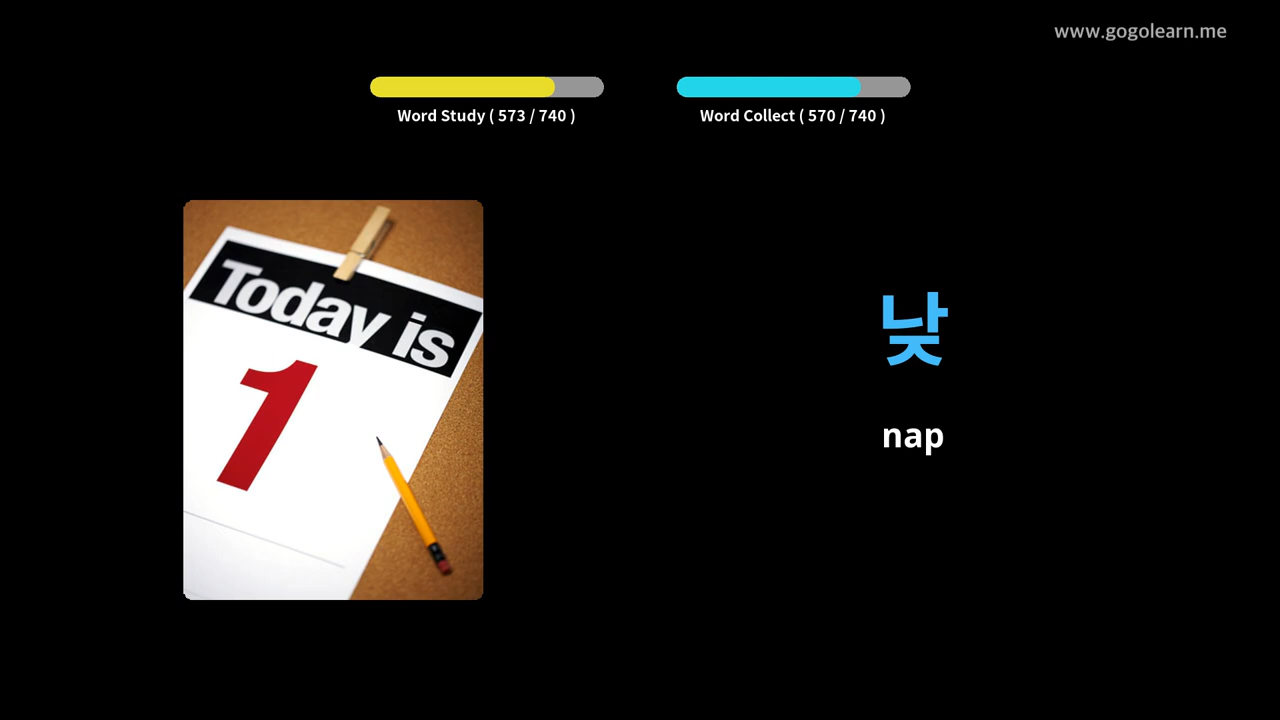 www.gogolearn.me
Word Study ( 573 / 740 )
Word Collect ( 570 / 740 )
Today is
1
낮
nap